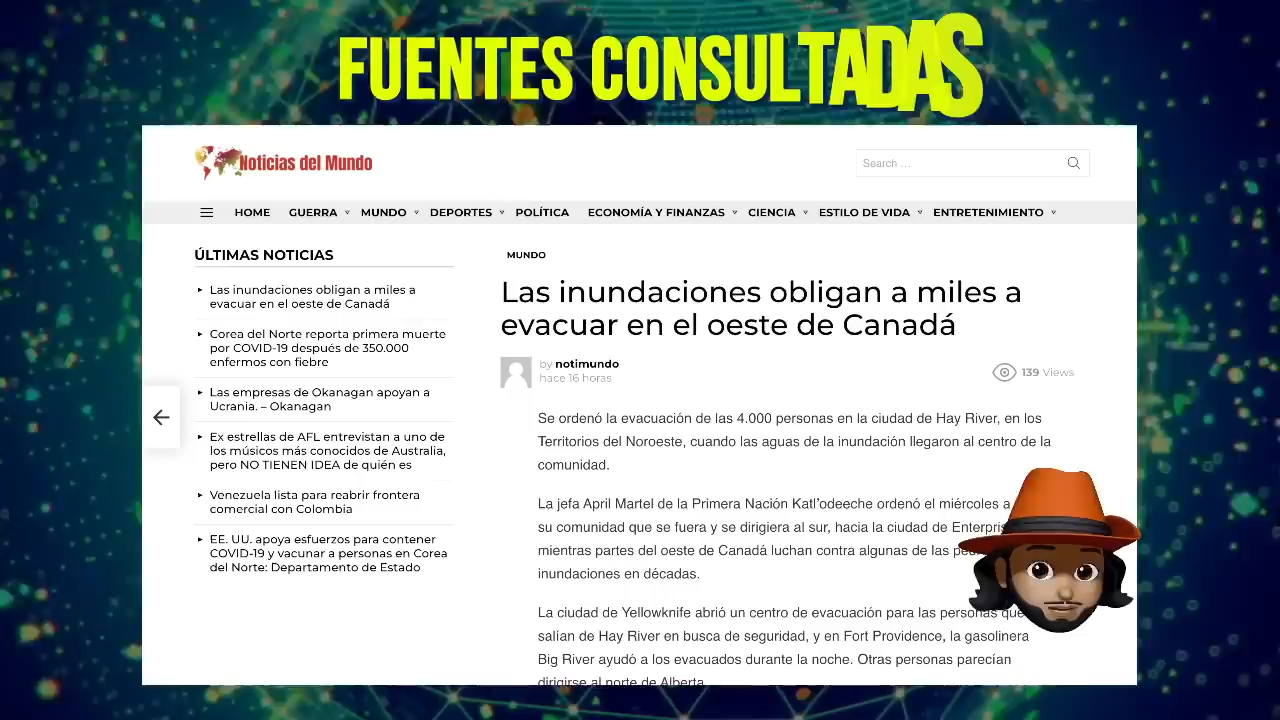 FUENTES CONSULTADAS
Noticias del Mundo
Search ...
HOME GUERRA MUNDO DEPORTES POLÍTICA ECONOMÍA Y FINANZAS CIENCIA ESTILO DE VIDA ENTRETENIMIENTO
ÚLTIMAS NOTICIAS
Las inundaciones obligan a miles a
evacuar en el oeste de Canadá
Corea del Norte reporta primera muerte
por COVID-19 después de 350.000
enfermos con fiebre
Las empresas de Okanagan apoyan a
Ucrania. – Okanagan
Ex estrellas de AFL entrevistan a uno de
los músicos más conocidos de Australia,
pero NO TIENEN IDEA de quién es
Venezuela lista para reabrir frontera
comercial con Colombia
EE. UU. apoya esfuerzos para contener
COVID-19 y vacunar a personas en Corea
del Norte: Departamento de Estado
MUNDO
Las inundaciones obligan a miles a
evacuar en el oeste de Canadá
by notimundo
hace 16 horas
139 Views
Se ordenó la evacuación de las 4.000 personas en la ciudad de Hay River, en los
Territorios del Noroeste, cuando las aguas de la inundación llegaron al centro de la
comunidad.
La jefa April Martel de la Primera Nación Katl’odeeche ordenó el miércoles a
su comunidad que se fuera y se dirigiera al sur, hacia la ciudad de
mientras partes del oeste de Canadá luchan contra algunas de las
inundaciones en décadas.
La ciudad de Yellowknife abrió un centro de evacuación para las personas que
salían de Hay River en busca de seguridad, y en Fort Providence, la gasolinera
Big River ayudó a los evacuados durante la noche. Otras personas parecían
dirigirse al norte de Alberta.